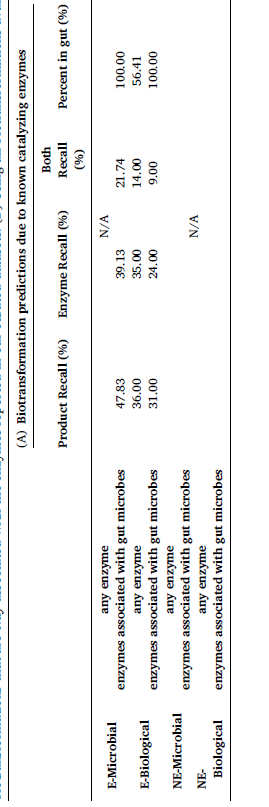 (A) Biotransformation predictions due to known catalyzing enzymes
Product Recall (%) Enzyme Recall (%) Both Percent in gut (%)
Recall
(%)
E-Microbial any enzyme N/A
enzymes associated with gut microbes 47.83 39.13 21.74 100.00
E-Biological any enzyme 36.00 35.00 14.00 56.41
enzymes associated with gut microbes 31.00 24.00 9.00 100.00
NE-Microbial any enzyme N/A
enzymes associated with gut microbes
NE- any enzyme
Biological enzymes associated with gut microbes